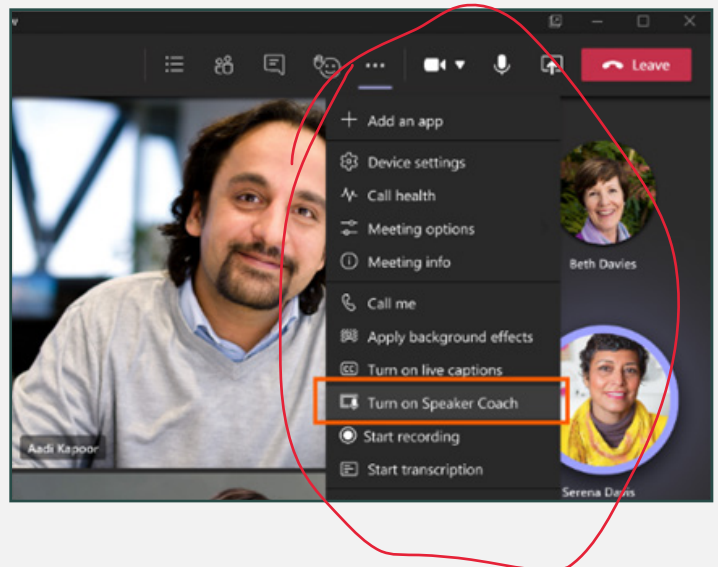 Leave
Add an app
Device settings
Call health
Meeting options
Meeting info
Call me
Apply background effects
CC Turn on live captions
Turn on Speaker Coach
Start recording
Start transcription
Aadi Kapoor
Beth Davies
Serena Davis